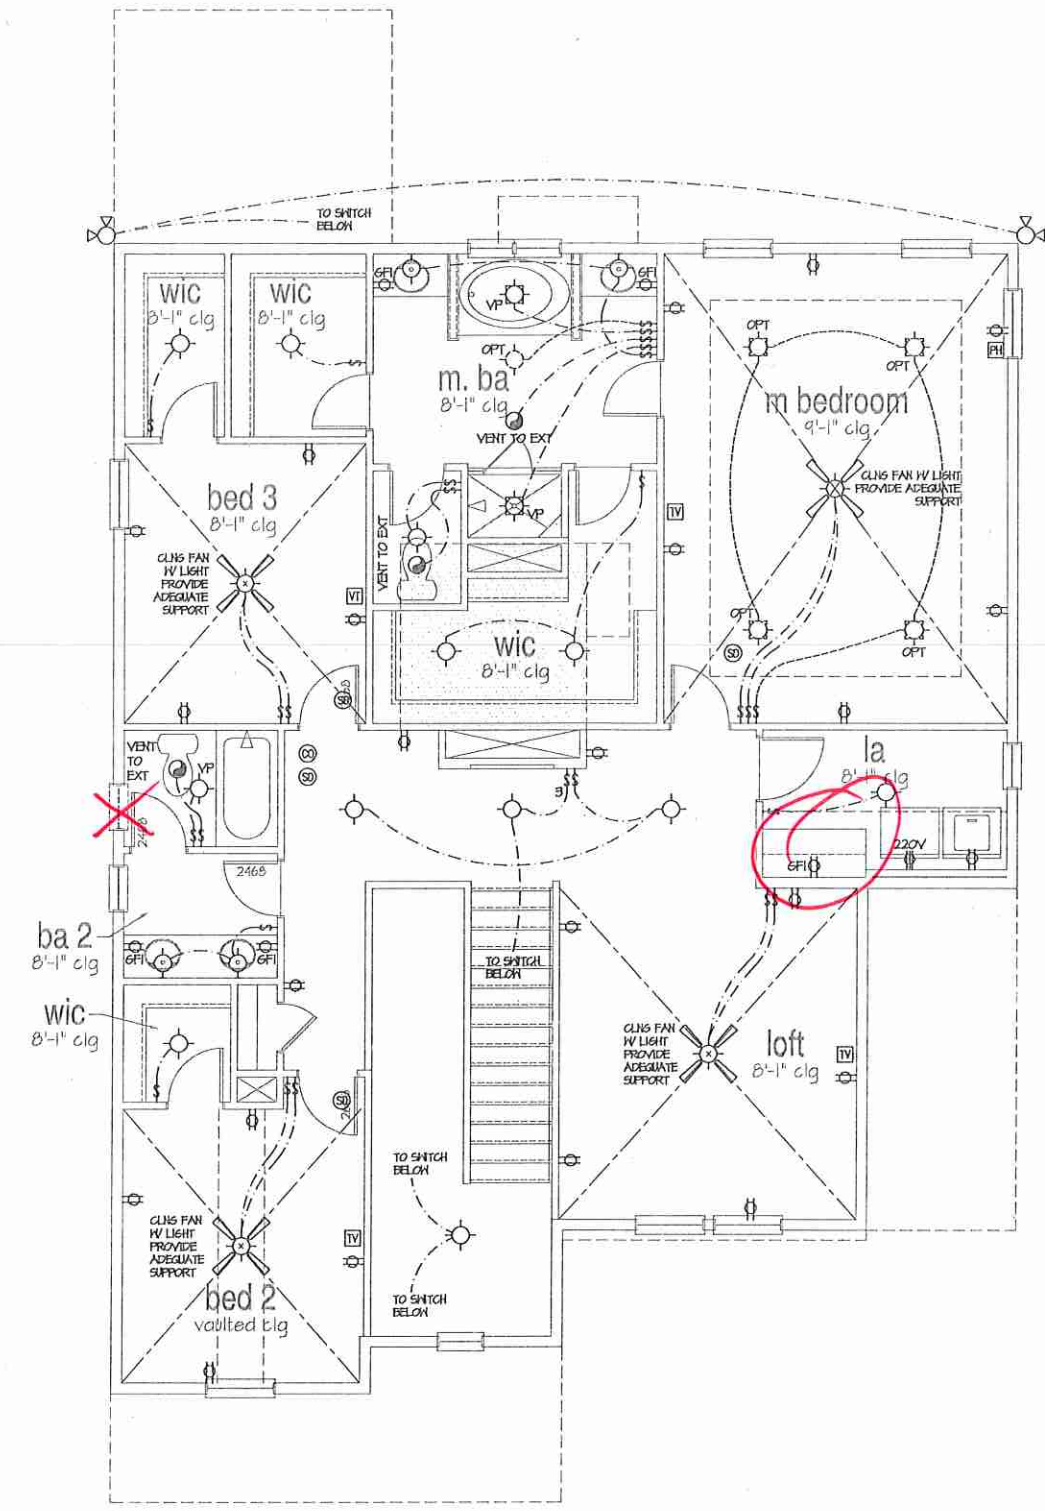 TO SWITCH
BELOW
wic
8'-1" clg
wic
8'-1" clg
GFI
VP
GFI
OPT
m. ba
8'-1" clg
VENT TO EXT
$
$
$
$
$
$
OPT
OPT
m bedroom
9'-1" clg
CLNG FAN W/ LIGHT
PROVIDE ADEQUATE
SUPPORT
PH
TV
OPT
OPT
SD
$$$
bed 3
8'-1" clg
CLNG FAN
W/ LIGHT
PROVIDE
ADEQUATE
SUPPORT
VT
$$
SD
VENT TO EXT
$$
VP
$
wic
8'-1" clg
VENT
TO
EXT
VP
$$
2468
CO
SD
$$
3
la
8'-1" clg
$$
220V
GFI
2468
ba 2
8'-1" clg
$
GFI
GFI
wic
8'-1" clg
$
TO SWITCH
BELOW
$$
CLNG FAN
W/ LIGHT
PROVIDE
ADEQUATE
SUPPORT
loft
8'-1" clg
TV
$$
SD
TO SWITCH
BELOW
CLNG FAN
W/ LIGHT
PROVIDE
ADEQUATE
SUPPORT
TV
bed 2
vaulted clg
TO SWITCH
BELOW